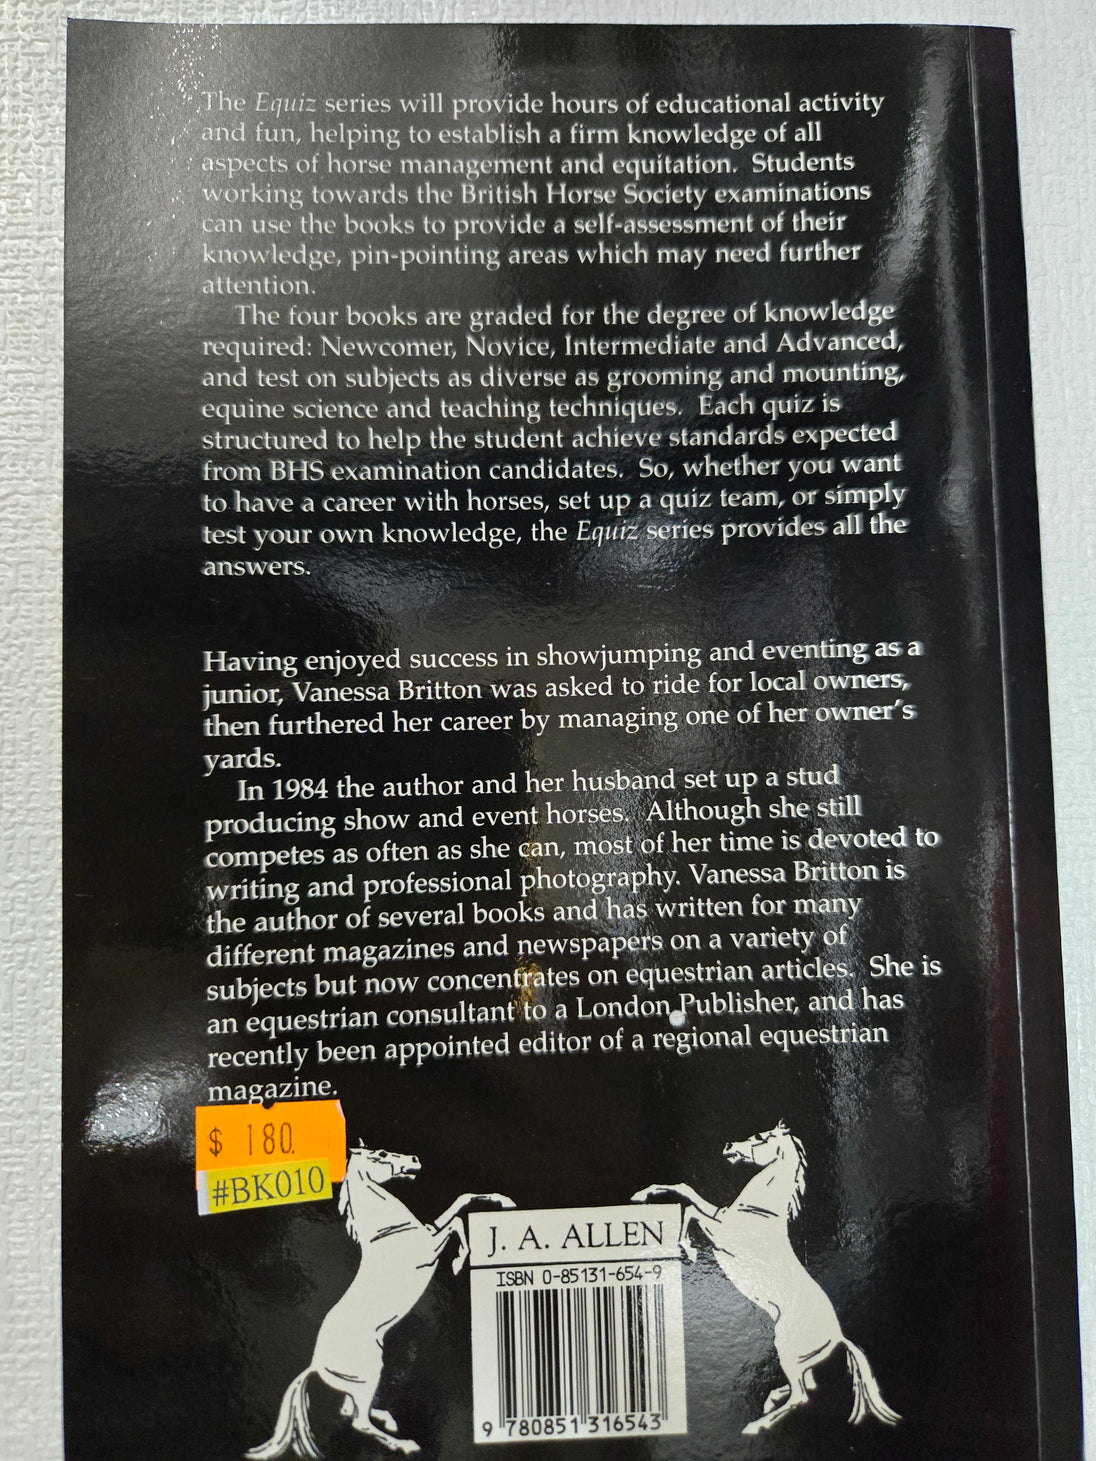 The Equiz series will provide hours of educational activity
and fun, helping to establish a firm knowledge of all
aspects of horse management and equitation. Students
working towards the British Horse Society examinations
can use the books to provide a self-assessment of their
knowledge, pin-pointing areas which may need further
attention.
The four books are graded for the degree of knowledge
required: Newcomer, Novice, Intermediate and Advanced,
and test on subjects as diverse as grooming and mounting,
equine science and teaching techniques. Each quiz is
structured to help the student achieve standards expected
from BHS examination candidates. So, whether you want
to have a career with horses, set up a quiz team, or simply
test your own knowledge, the Equiz series provides all the
answers.
Having enjoyed success in showjumping and eventing as a
junior, Vanessa Britton was asked to ride for local owners,
then furthered her career by managing one of her owner's
yards.
In 1984 the author and her husband set up a stud
producing show and event horses. Although she still
competes as often as she can, most of her time is devoted to
writing and professional photography. Vanessa Britton is
the author of several books and has written for many
different magazines and newspapers on a variety of
subjects but now concentrates on equestrian articles. She is
an equestrian consultant to a London Publisher, and has
recently been appointed editor of a regional equestrian
magazine.
$ 180.
#BK010
J. A. ALLEN
ISBN 0-85131-654-9
9 780851 316543